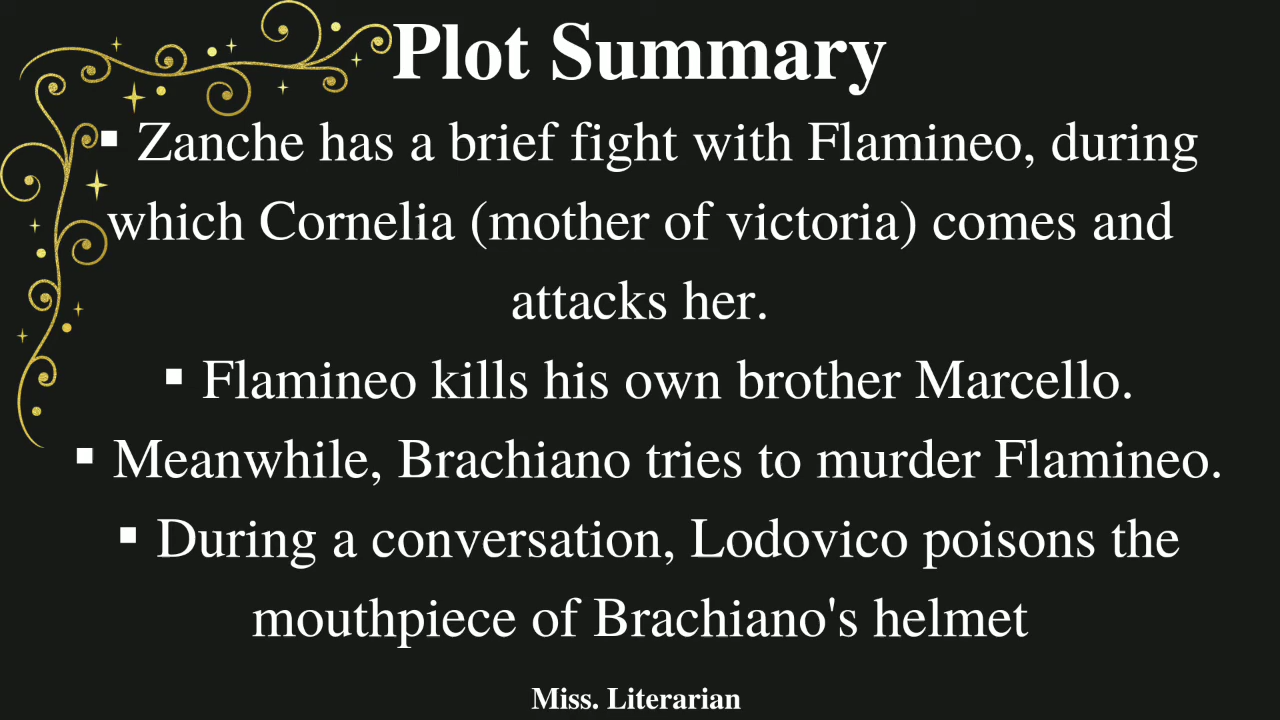 Plot Summary
▪ Zanche has a brief fight with Flamineo, during
which Cornelia (mother of victoria) comes and
attacks her.
▪ Flamineo kills his own brother Marcello.
▪ Meanwhile, Brachiano tries to murder Flamineo.
▪ During a conversation, Lodovico poisons the
mouthpiece of Brachiano's helmet
Miss. Literarian